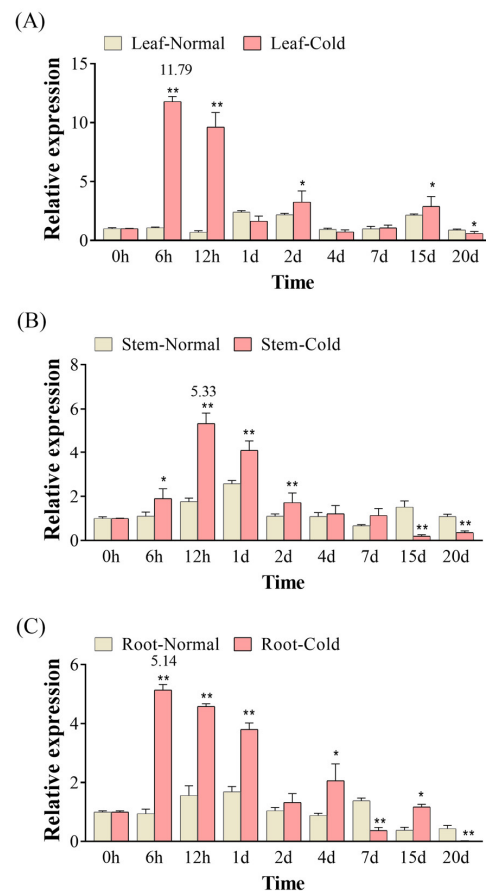 (A)
Leaf-Normal Leaf-Cold
15
10
5
0
Relative expression
11.79
**
**
*
*
*
0h 6h 12h 1d 2d 4d 7d 15d 20d
Time
(B)
Stem-Normal Stem-Cold
8
6
4
2
0
Relative expression
5.33
**
**
*
**
**
**
0h 6h 12h 1d 2d 4d 7d 15d 20d
Time
(C)
Root-Normal Root-Cold
6
4
2
0
Relative expression
5.14
**
**
**
*
*
**
**
0h 6h 12h 1d 2d 4d 7d 15d 20d
Time